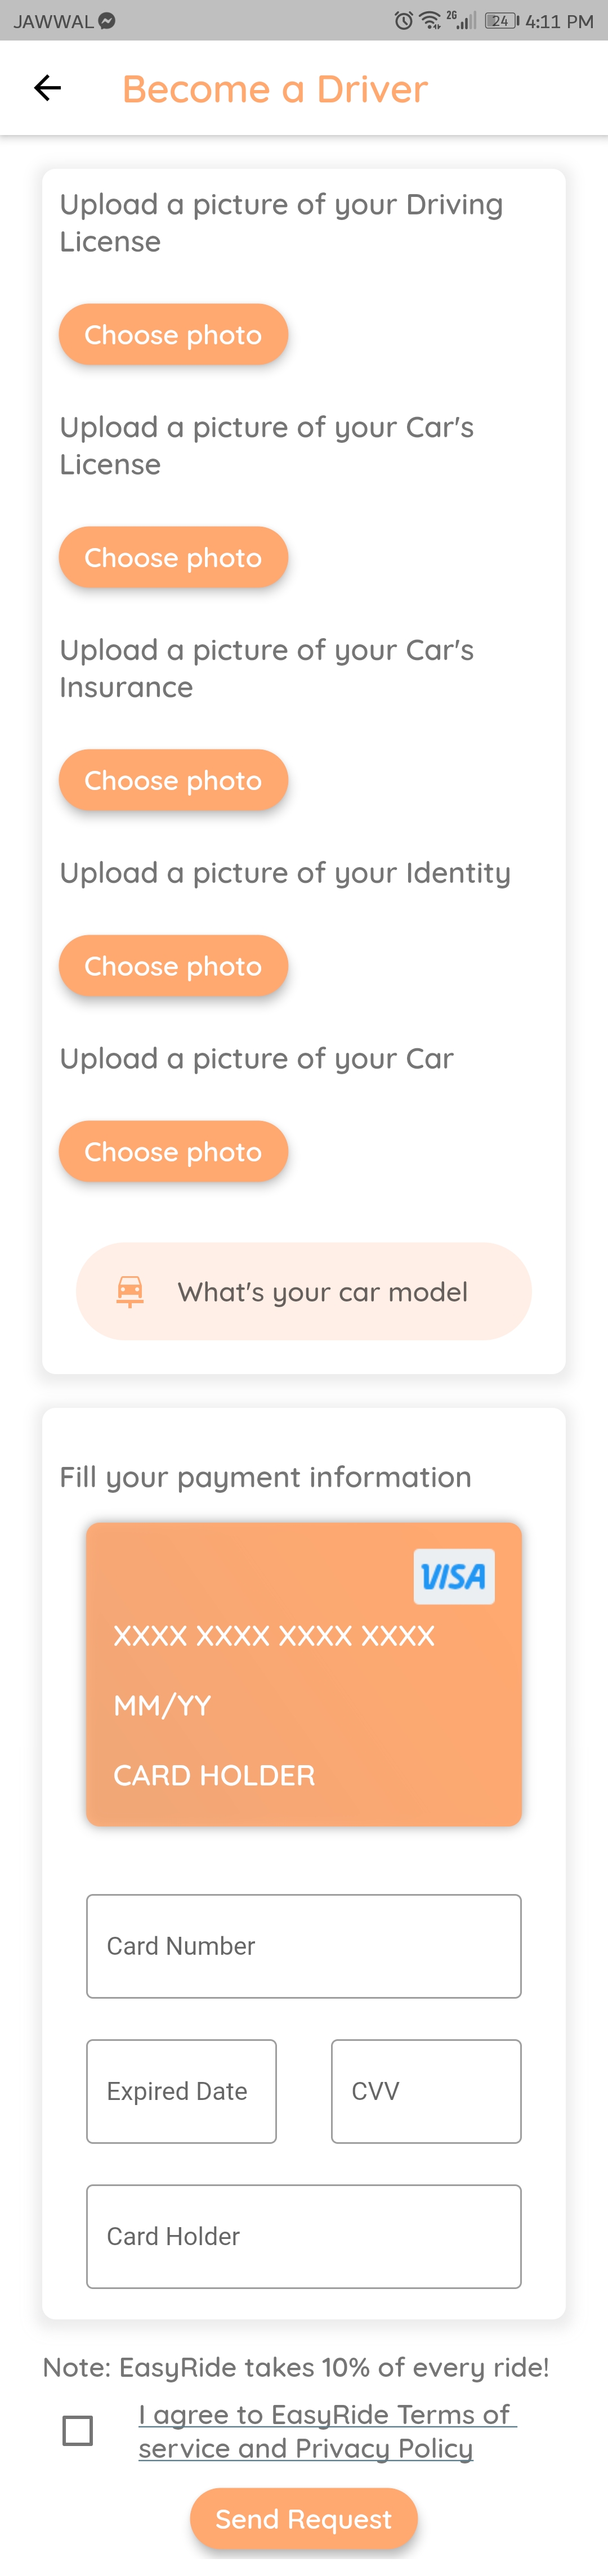 JAWWAL
2G 24 4:11 PM
Become a Driver
Upload a picture of your Driving
License
Choose photo
Upload a picture of your Car's
License
Choose photo
Upload a picture of your Car's
Insurance
Choose photo
Upload a picture of your Identity
Choose photo
Upload a picture of your Car
Choose photo
What's your car model
Fill your payment information
VISA
XXXX XXXX XXXX XXXX
MM/YY
CARD HOLDER
Card Number
Expired Date
CVV
Card Holder
Note: EasyRide takes 10% of every ride!
I agree to EasyRide Terms of
service and Privacy Policy
Send Request